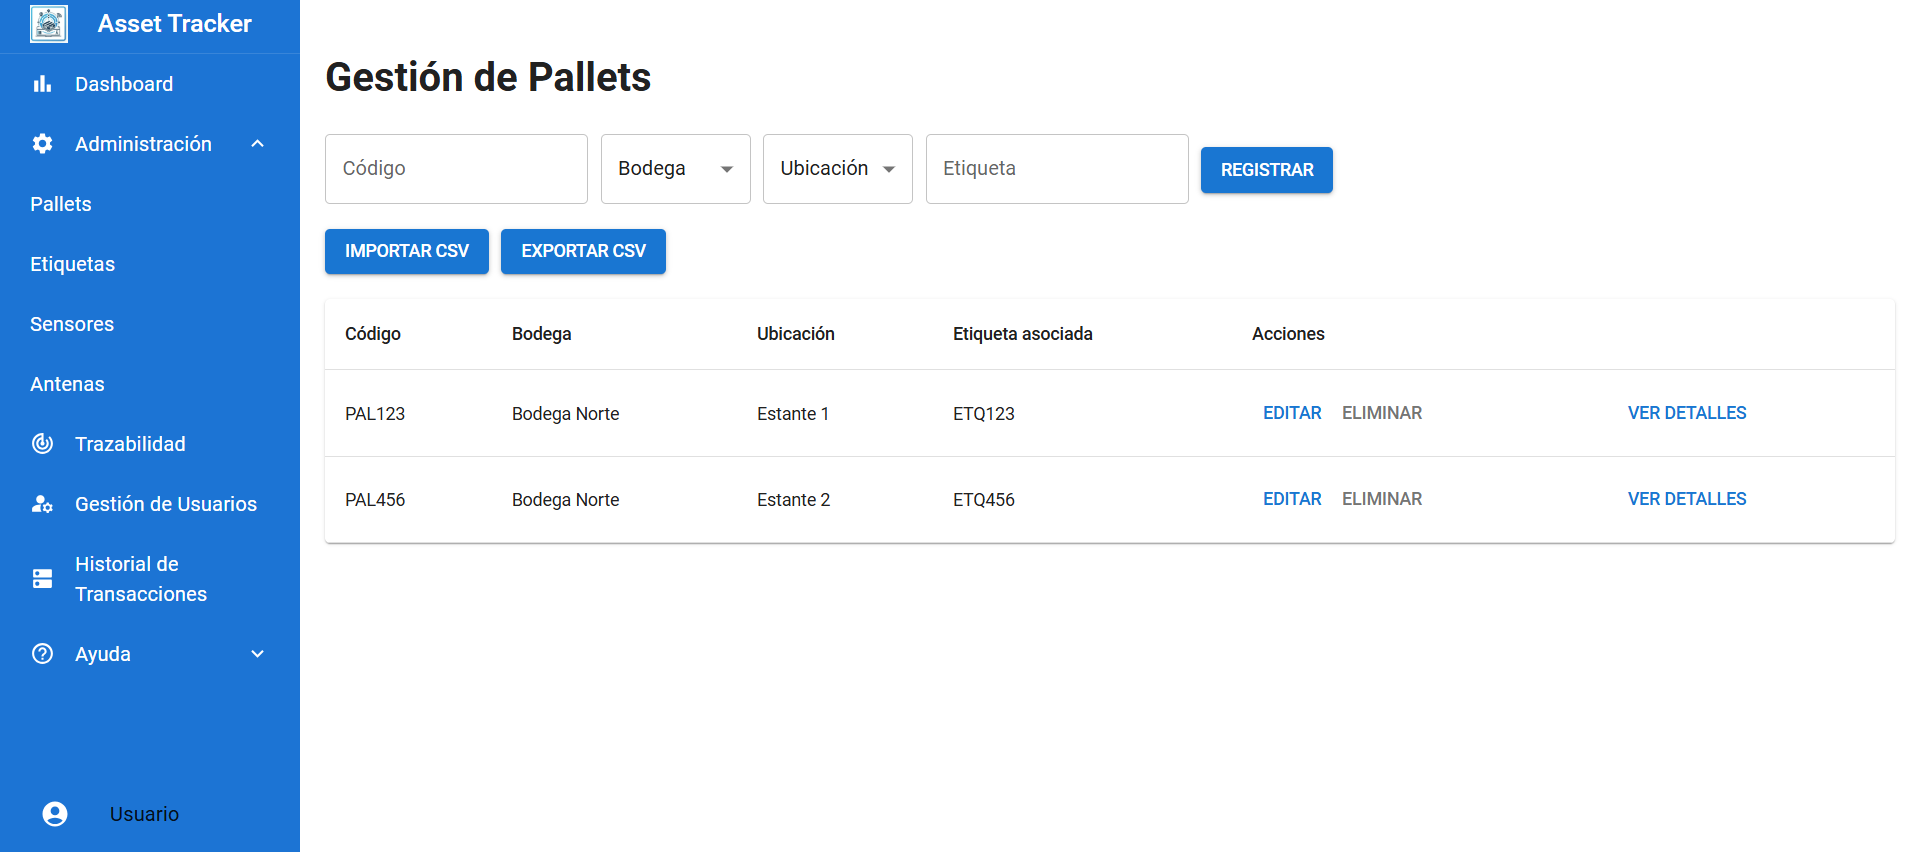 Asset Tracker
Dashboard
Administración
Pallets
Etiquetas
Sensores
Antenas
Trazabilidad
Gestión de Usuarios
Historial de
Transacciones
Ayuda
Usuario
Gestión de Pallets
Código Bodega Ubicación Etiqueta REGISTRAR
IMPORTAR CSV EXPORTAR CSV
Código Bodega Ubicación Etiqueta asociada Acciones
PAL123 Bodega Norte Estante 1 ETQ123 EDITAR ELIMINAR VER DETALLES
PAL456 Bodega Norte Estante 2 ETQ456 EDITAR ELIMINAR VER DETALLES